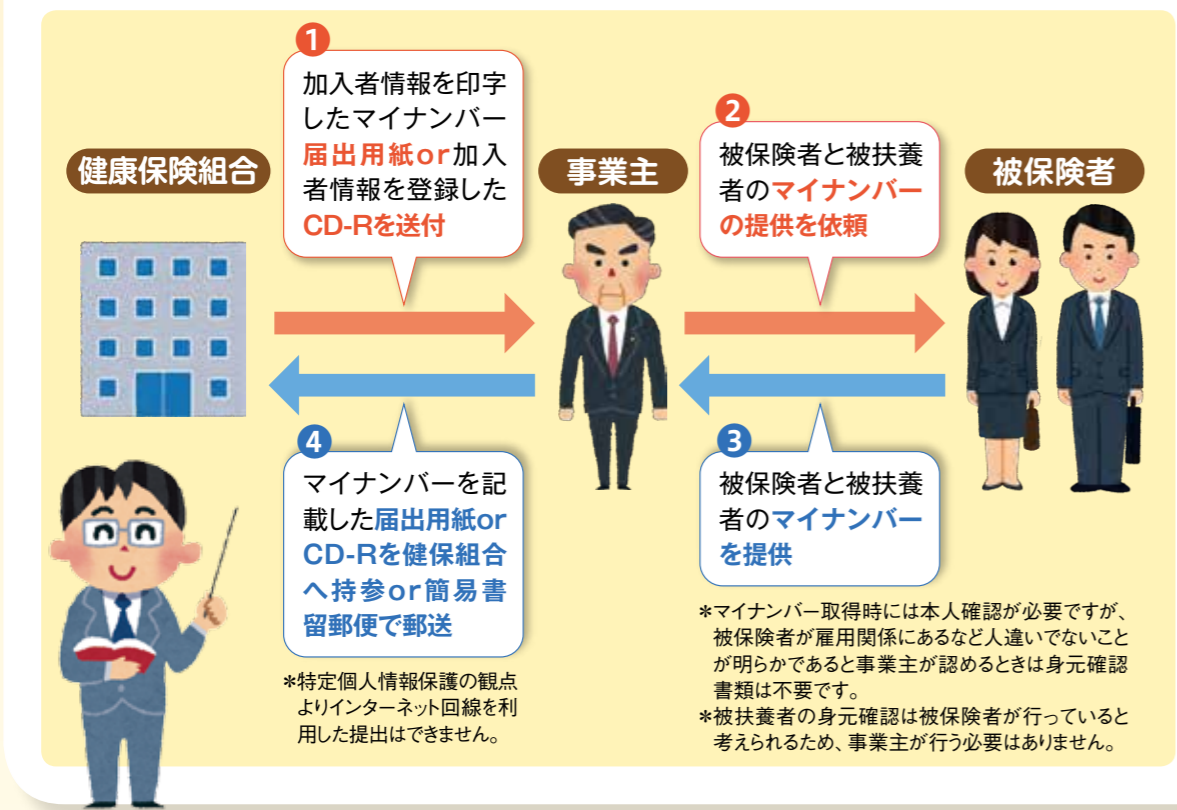 健康保険組合
1
加入者情報を印字
したマイナンバー
届出用紙or加入
者情報を登録した
CD-Rを送付
事業主
2
被保険者と被扶養
者のマイナンバー
の提供を依頼
被保険者
3
被保険者と被扶養
者のマイナンバー
を提供
*マイナンバー取得時には本人確認が必要ですが、
被保険者が雇用関係にあるなど人違いでないこと
が明らかであると事業主が認めるときは身元確認
書類は不要です。
*被扶養者の身元確認は被保険者が行っていると
考えられるため、事業主が行う必要はありません。
4
マイナンバーを記
載した届出用紙or
CD-Rを健保組合
へ持参or簡易書
留郵便で郵送
*特定個人情報保護の観点
よりインターネット回線を利
用した提出はできません。